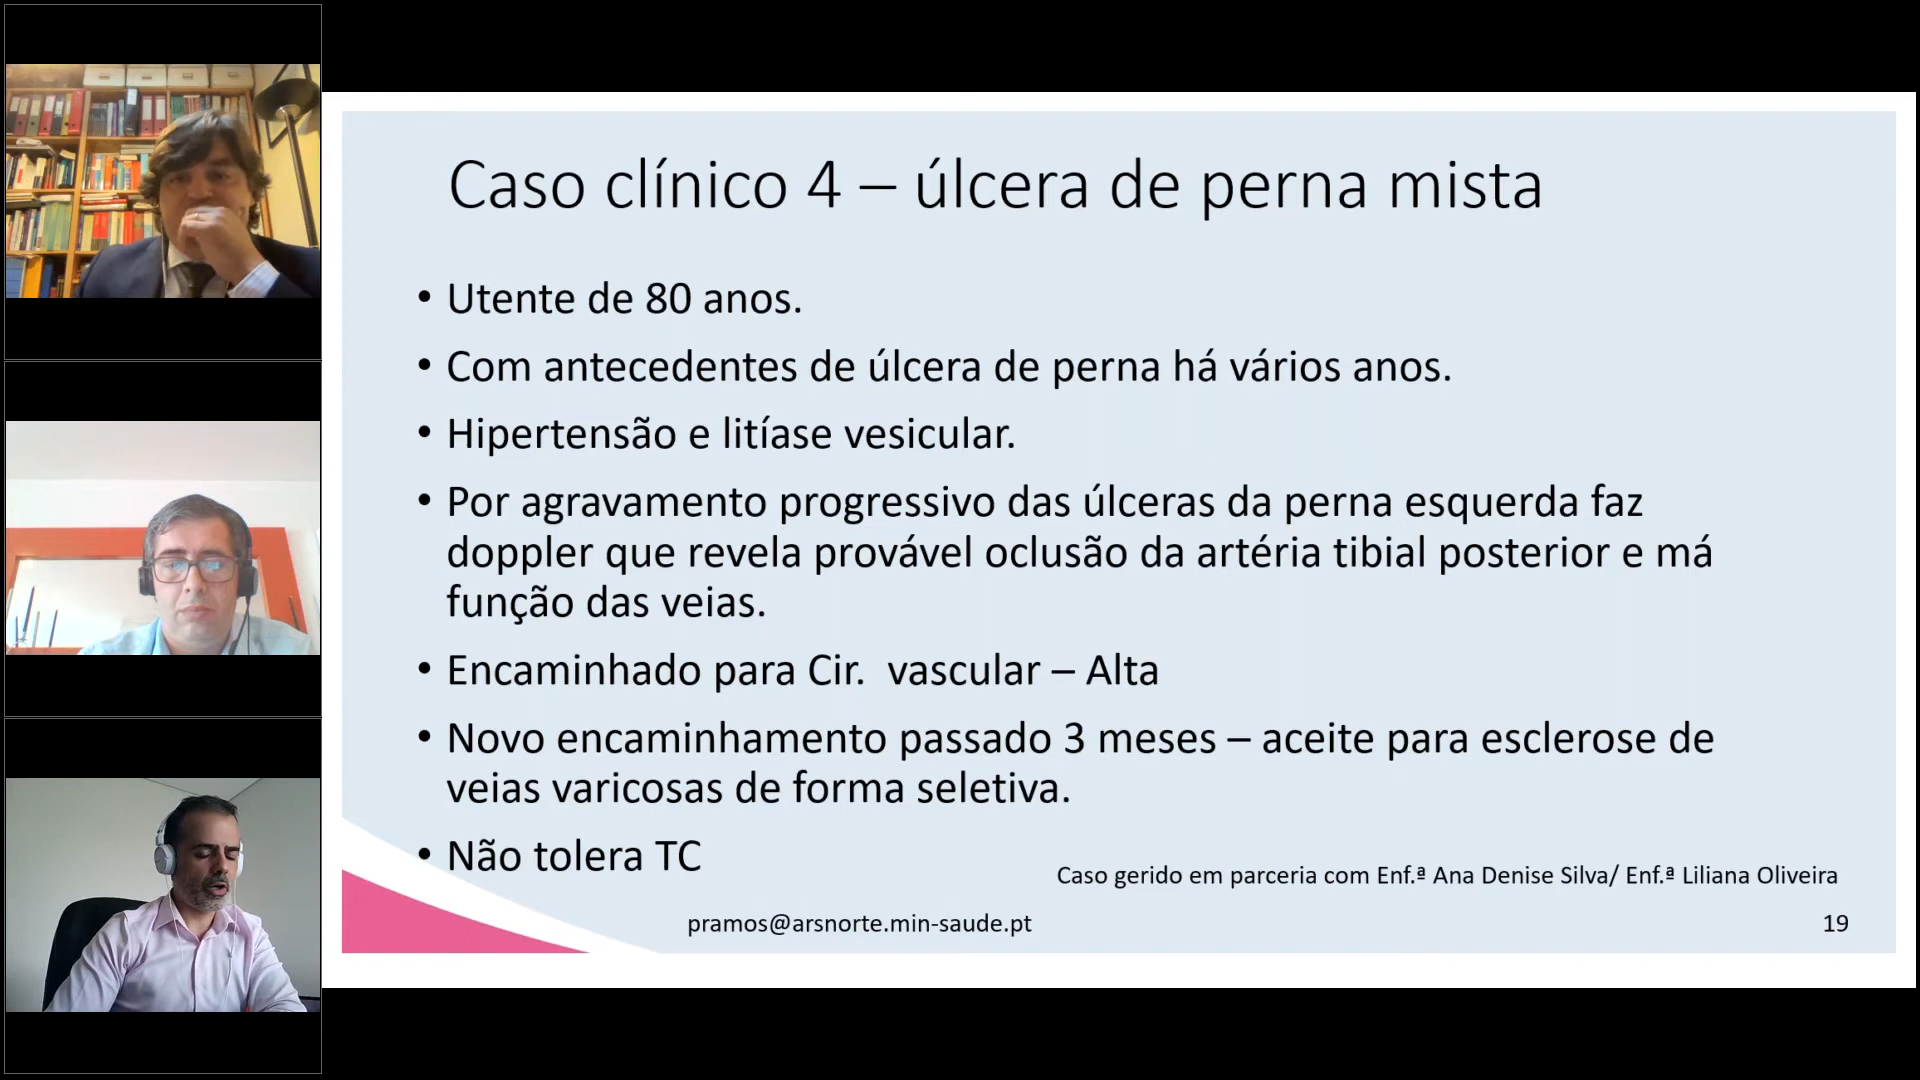 Caso clínico 4 – úlcera de perna mista
• Utente de 80 anos.
• Com antecedentes de úlcera de perna há vários anos.
• Hipertensão e litíase vesicular.
• Por agravamento progressivo das úlceras da perna esquerda faz
doppler que revela provável oclusão da artéria tibial posterior e má
função das veias.
• Encaminhado para Cir.  vascular – Alta
• Novo encaminhamento passado 3 meses – aceite para esclerose de
veias varicosas de forma seletiva.
• Não tolera TC
Caso gerido em parceria com Enf.ª Ana Denise Silva/ Enf.ª Liliana Oliveira
pramos@arsnorte.min-saude.pt
19